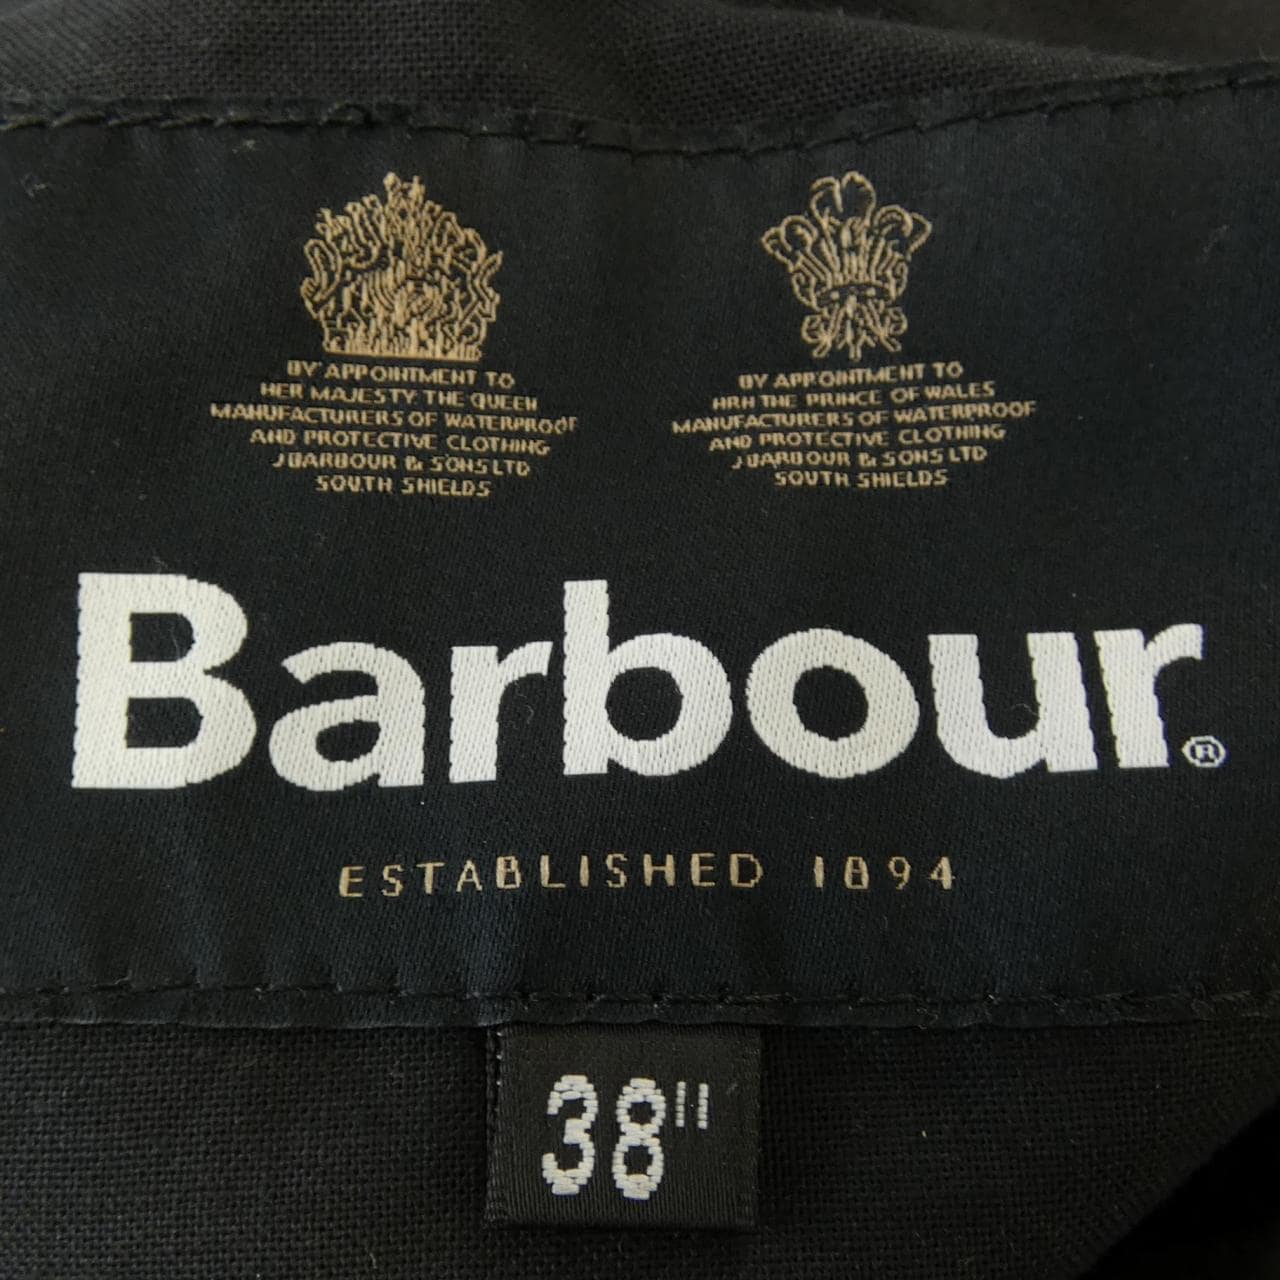 BY APPOINTMENT TO
HER MAJESTY THE QUEEN
MANUFACTURERS OF WATERPROOF
AND PROTECTIVE CLOTHING
J BARBOUR & SONS LTD
SOUTH SHIELDS
BY APPOINTMENT TO
HRH THE PRINCE OF WALES
MANUFACTURERS OF WATERPROOF
AND PROTECTIVE CLOTHING
J BARBOUR & SONS LTD
SOUTH SHIELDS
Barbour®
ESTABLISHED 1894
38"